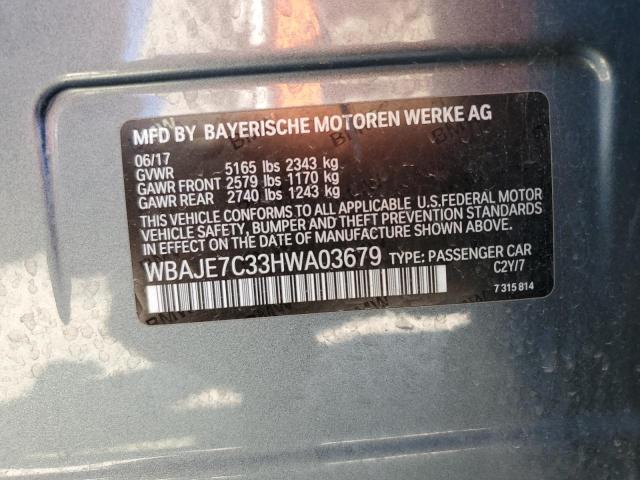 MFD BY BAYERISCHE MOTOREN WERKE AG
06/17
GVWR 5165 lbs 2343 kg
GAWR FRONT 2579 lbs 1170 kg
GAWR REAR 2740 lbs 1243 kg
THIS VEHICLE CONFORMS TO ALL APPLICABLE U.S.FEDERAL MOTOR
VEHICLE SAFETY, BUMPER, AND THEFT PREVENTION STANDARDS
IN EFFECT ON THE DATE OF MANUFACTURE SHOWN ABOVE.
WBAJE7C33HWA03679 TYPE: PASSENGER CAR
C2Y/7
7 315 814